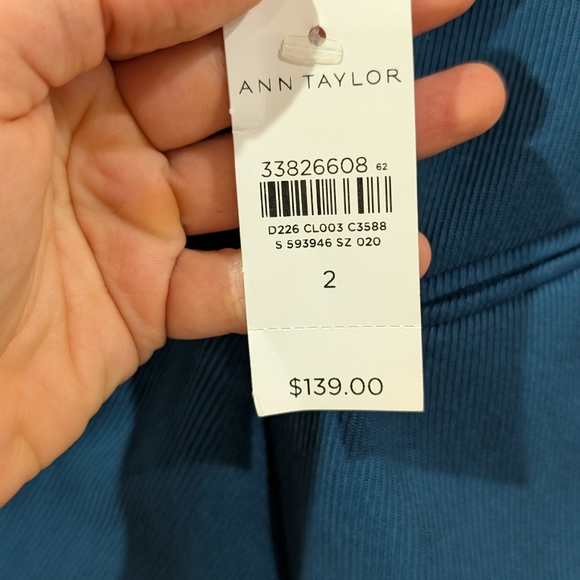 ANN TAYLOR
33826608 62
D226 CL003 C3588
S 593946 SZ 020
2
$139.00